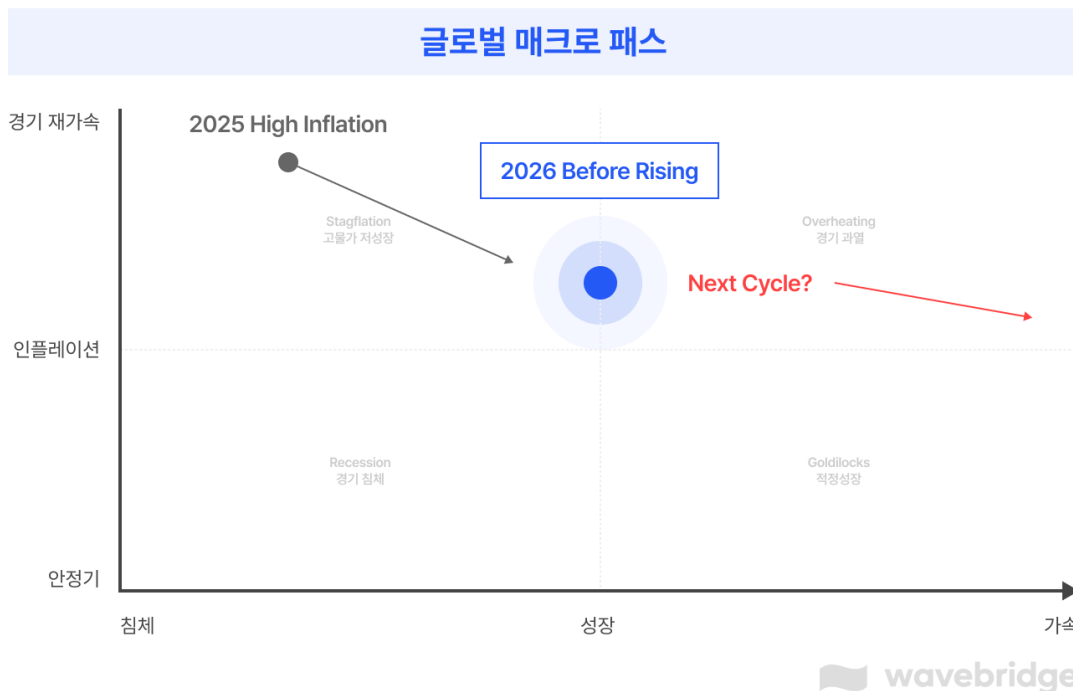 글로벌 매크로 패스
경기 재가속
2025 High Inflation
2026 Before Rising
Stagflation
고물가 저성장
Overheating
경기 과열
Next Cycle?
인플레이션
Recession
경기 침체
Goldilocks
적정성장
안정기
침체
성장
가속
wavebridge